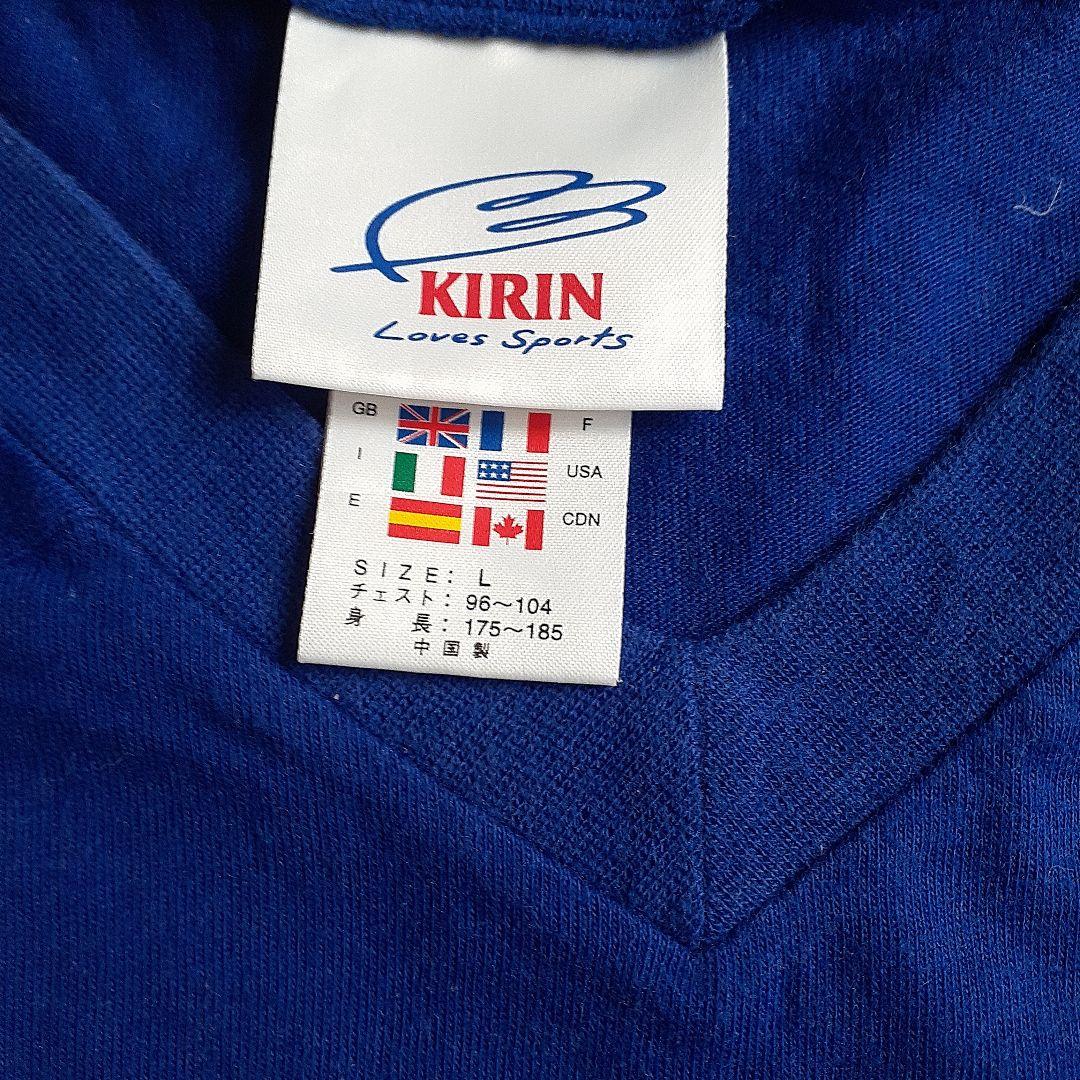 KIRIN
Loves Sports
GB F
I USA
E CDN
SIZE: L
チェスト: 96〜104
身長: 175〜185
中国製